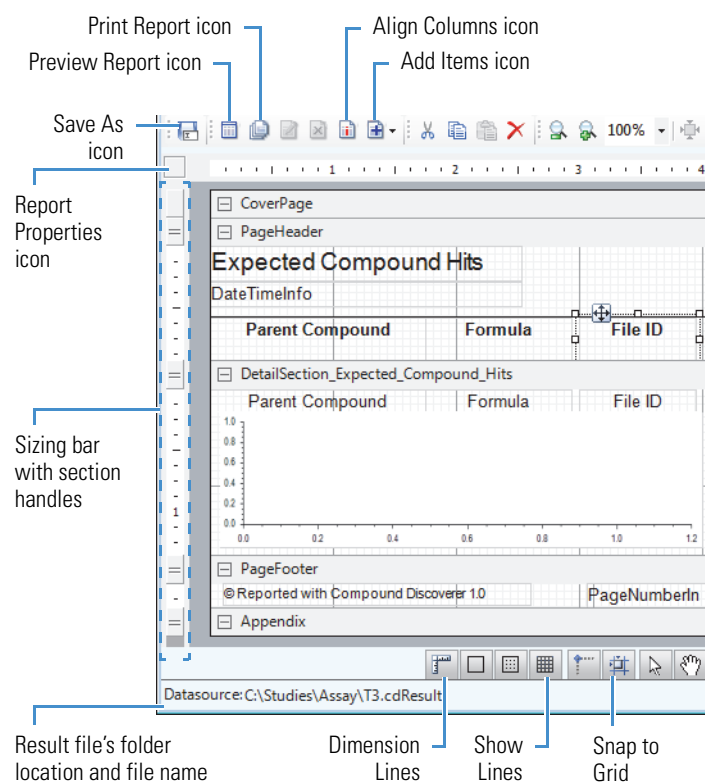 Print Report icon
Align Columns icon
Preview Report icon
Add Items icon
Save As
icon
100%
1 2 3 4
Report
Properties
icon
CoverPage
PageHeader
Expected Compound Hits
DateTimeInfo
Parent Compound Formula File ID
DetailSection_Expected_Compound_Hits
Parent Compound Formula File ID
1.0
0.8
0.6
0.4
0.2
0.0
0.0 0.2 0.4 0.6 0.8 1.0 1.2
Sizing bar
with section
handles
1
PageFooter
© Reported with Compound Discoverer 1.0 PageNumberIn
Appendix
Datasource: C:\Studies\Assay\T3.cdResult
Result file's folder
location and file name
Dimension
Lines
Show
Lines
Snap to
Grid